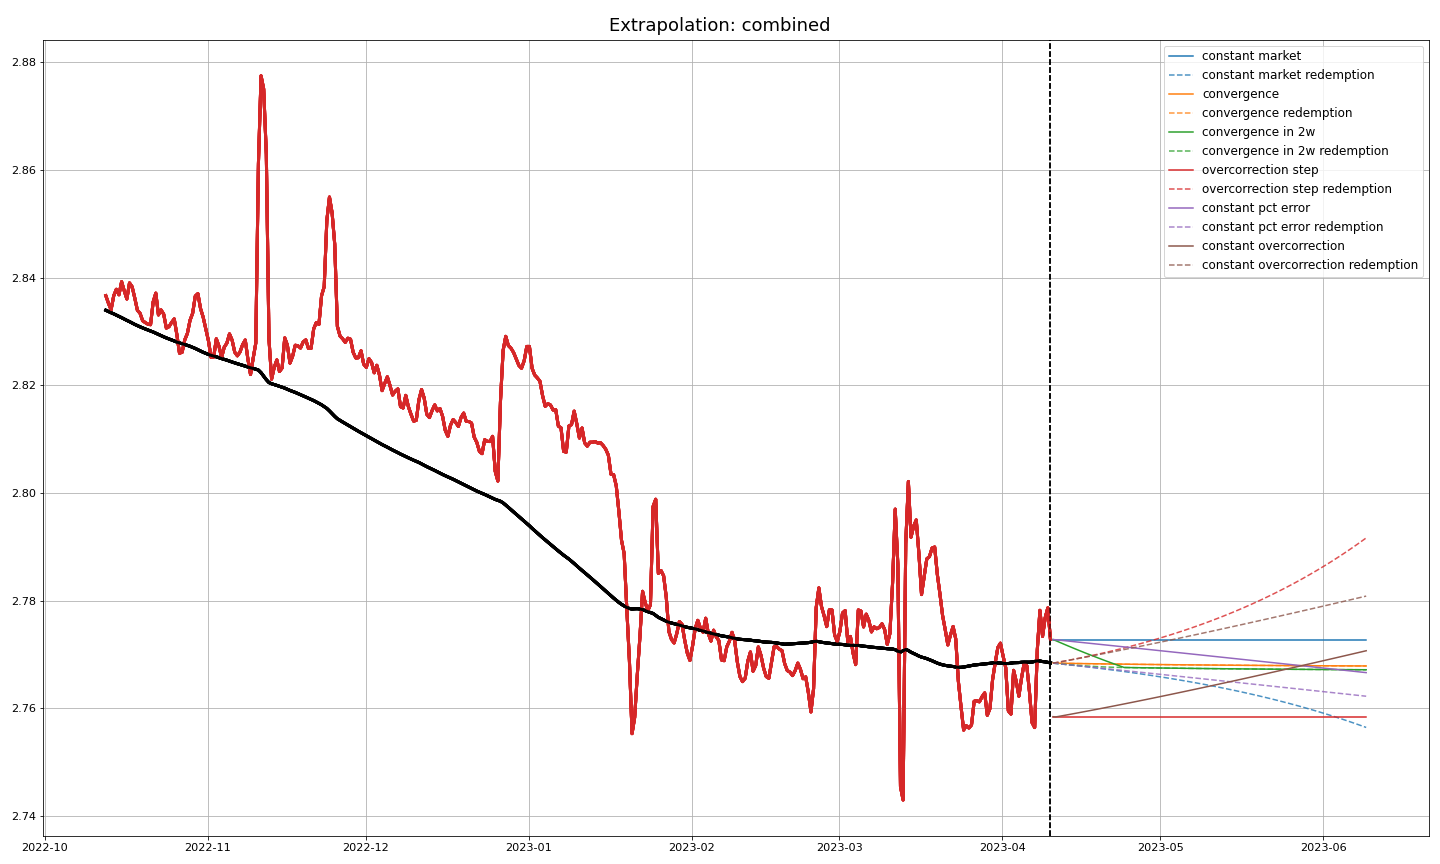 Extrapolation: combined
2.88
2.86
2.84
2.82
2.80
2.78
2.76
2.74
2022-10
2022-11
2022-12
2023-01
2023-02
2023-03
2023-04
2023-05
2023-06
constant market
constant market redemption
convergence
convergence redemption
convergence in 2w
convergence in 2w redemption
overcorrection step
overcorrection step redemption
constant pct error
constant pct error redemption
constant overcorrection
constant overcorrection redemption